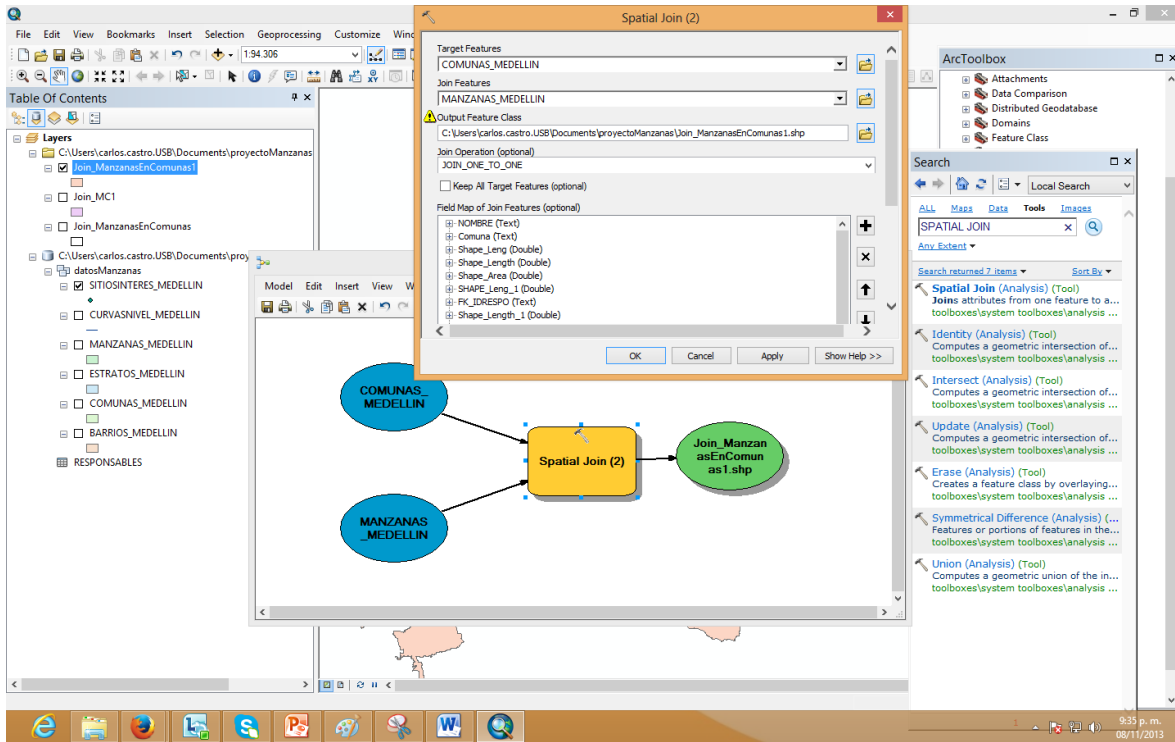 File Edit View Bookmarks Insert Selection Geoprocessing Customize
1:94.306
Table Of Contents
Layers
C:\Users\carlos.castro.USB\Documents\proyectoManzanas
Join_ManzanasEnComunas1
Join_MC1
Join_ManzanasEnComunas
C:\Users\carlos.castro.USB\Documents\proy
datosManzanas
SITIOSINTERES_MEDELLIN
CURVASNIVEL_MEDELLIN
MANZANAS_MEDELLIN
ESTRATOS_MEDELLIN
COMUNAS_MEDELLIN
BARRIOS_MEDELLIN
RESPONSABLES
Spatial Join (2)
Target Features
COMUNAS_MEDELLIN
Join Features
MANZANAS_MEDELLIN
Output Feature Class
C:\Users\carlos.castro.USB\Documents\proyectoManzanas\Join_ManzanasEnComunas1.shp
Join Operation (optional)
JOIN_ONE_TO_ONE
Keep All Target Features (optional)
Field Map of Join Features (optional)
NOMBRE (Text)
Comuna (Text)
Shape_Leng (Double)
Shape_Length (Double)
Shape_Area (Double)
SHAPE_Leng_1 (Double)
FK_IDRESPO (Text)
Shape_Length_1 (Double)
OK Cancel Apply Show Help >>
Model Edit Insert View W
COMUNAS_
MEDELLIN
MANZANAS
_MEDELLIN
Spatial Join (2)
Join_Manzan
asEnComun
as1.shp
ArcToolbox
Attachments
Data Comparison
Distributed Geodatabase
Domains
Feature Class
Search
Local Search
ALL Maps Data Tools Images
SPATIAL JOIN
Any Extent
Search returned 7 items Sort By
Spatial Join (Analysis) (Tool)
Joins attributes from one feature to a...
toolboxes\system toolboxes\analysis ...
Identity (Analysis) (Tool)
Computes a geometric intersection of...
toolboxes\system toolboxes\analysis ...
Intersect (Analysis) (Tool)
Computes a geometric intersection of...
toolboxes\system toolboxes\analysis ...
Update (Analysis) (Tool)
Computes a geometric intersection of...
toolboxes\system toolboxes\analysis ...
Erase (Analysis) (Tool)
Creates a feature class by overlaying...
toolboxes\system toolboxes\analysis ...
Symmetrical Difference (Analysis) (...
Features or portions of features in the...
toolboxes\system toolboxes\analysis ...
Union (Analysis) (Tool)
Computes a geometric union of the in...
toolboxes\system toolboxes\analysis ...
9:35 p. m.
08/11/2013